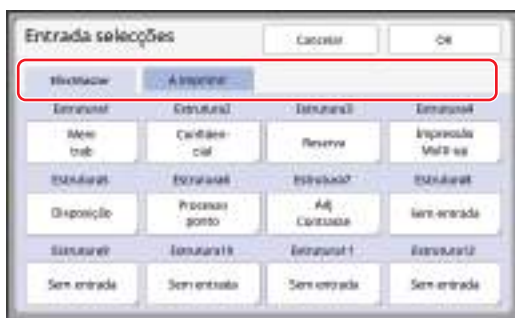 Entrada selecções
Cancelar
OK
A imprimir
Estrutura1
Estrutura2
Estrutura3
Estrutura4
Mem
trab
Confiden-
cial
Reserva
Impressão
Multi-up
Estrutura5
Estrutura6
Estrutura7
Estrutura8
Disposição
Processo
ponto
Adj
Contraste
Sem entrada
Estrutura9
Estrutura10
Estrutura11
Estrutura12
Sem entrada
Sem entrada
Sem entrada
Sem entrada